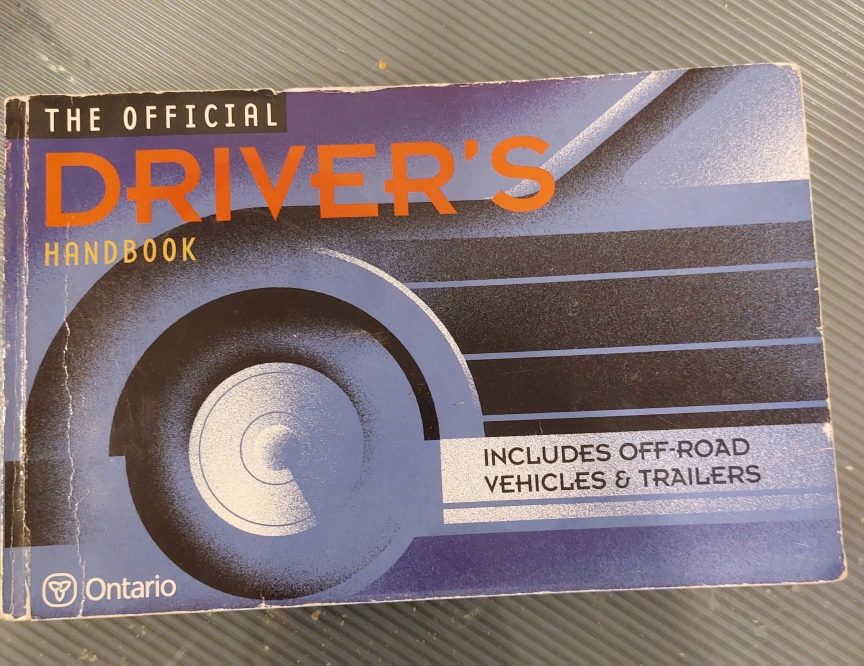 THE OFFICIAL
DRIVER'S
HANDBOOK
INCLUDES OFF-ROAD
VEHICLES & TRAILERS
Ontario